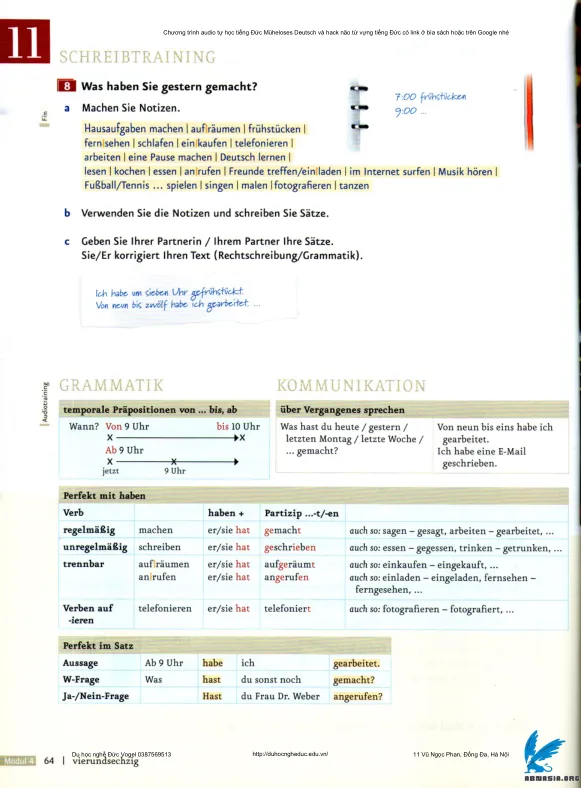 Chương trình audio tự học tiếng Đức Müheloses Deutsch và hack não từ vựng tiếng Đức có link ở bìa sách hoặc trên Google nhé
11
SCHREIBTRAINING
8 Was haben Sie gestern gemacht?
a Machen Sie Notizen.
7:00 frühstücken
9:00 ...
Fin
Hausaufgaben machen | auf|räumen | frühstücken |
fern|sehen | schlafen | ein|kaufen | telefonieren |
arbeiten | eine Pause machen | Deutsch lernen |
lesen | kochen | essen | an|rufen | Freunde treffen/ein|laden | im Internet surfen | Musik hören |
Fußball/Tennis ... spielen | singen | malen | fotografieren | tanzen
b Verwenden Sie die Notizen und schreiben Sie Sätze.
c Geben Sie Ihrer Partnerin / Ihrem Partner Ihre Sätze.
Sie/Er korrigiert Ihren Text (Rechtschreibung/Grammatik).
Ich habe um sieben Uhr gefrühstückt.
Von neun bis zwölf habe ich gearbeitet. ...
Audiotraining
GRAMMATIK
temporale Präpositionen von ... bis, ab
Wann? Von 9 Uhr bis 10 Uhr
X X
Ab 9 Uhr
X X
jetzt 9 Uhr
KOMMUNIKATION
über Vergangenes sprechen
Was hast du heute / gestern / Von neun bis eins habe ich
letzten Montag / letzte Woche / gearbeitet.
... gemacht? Ich habe eine E-Mail
geschrieben.
Perfekt mit haben
Verb haben + Partizip ...-t/-en
regelmäßig machen er/sie hat gemacht auch so: sagen – gesagt, arbeiten – gearbeitet, ...
unregelmäßig schreiben er/sie hat geschrieben auch so: essen – gegessen, trinken – getrunken, ...
trennbar auf|räumen er/sie hat aufgeräumt auch so: einkaufen – eingekauft, ...
an|rufen er/sie hat angerufen auch so: einladen – eingeladen, fernsehen –
ferngesehen, ...
Verben auf telefonieren er/sie hat telefoniert auch so: fotografieren – fotografiert, ...
-ieren
Perfekt im Satz
Aussage Ab 9 Uhr habe ich gearbeitet.
W-Frage Was hast du sonst noch gemacht?
Ja-/Nein-Frage Hast du Frau Dr. Weber angerufen?
Du học nghề Đức Vogel 0387569513 http://duhocngheduc.edu.vn/ 11 Vũ Ngọc Phan, Đống Đa, Hà Nội
Modul 4 64 | vierundsechzig
ABMASIA.ORG